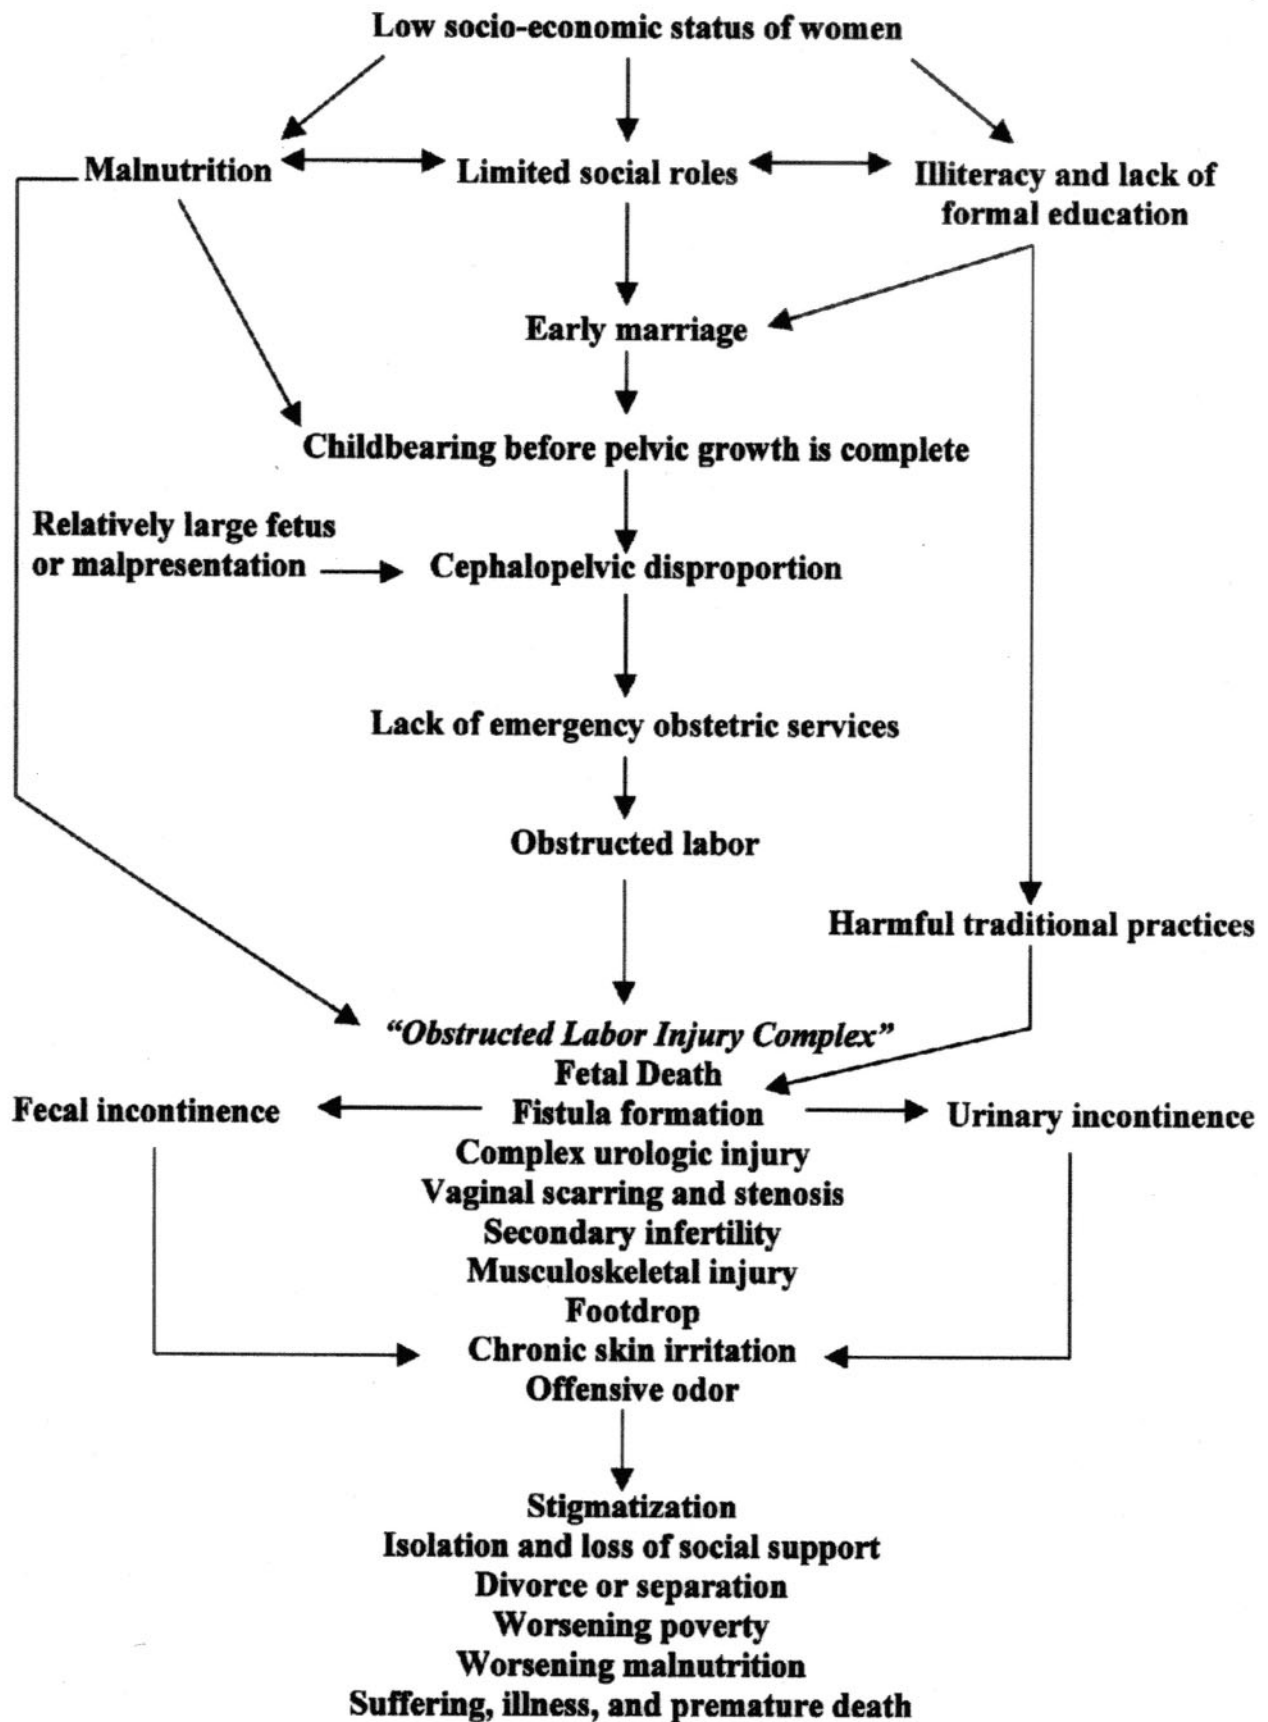 Low socio-economic status of women
Malnutrition
Limited social roles
Illiteracy and lack of
formal education
Early marriage
Childbearing before pelvic growth is complete
Relatively large fetus
or malpresentation
Cephalopelvic disproportion
Lack of emergency obstetric services
Obstructed labor
Harmful traditional practices
“Obstructed Labor Injury Complex”
Fetal Death
Fecal incontinence
Fistula formation
Urinary incontinence
Complex urologic injury
Vaginal scarring and stenosis
Secondary infertility
Musculoskeletal injury
Footdrop
Chronic skin irritation
Offensive odor
Stigmatization
Isolation and loss of social support
Divorce or separation
Worsening poverty
Worsening malnutrition
Suffering, illness, and premature death